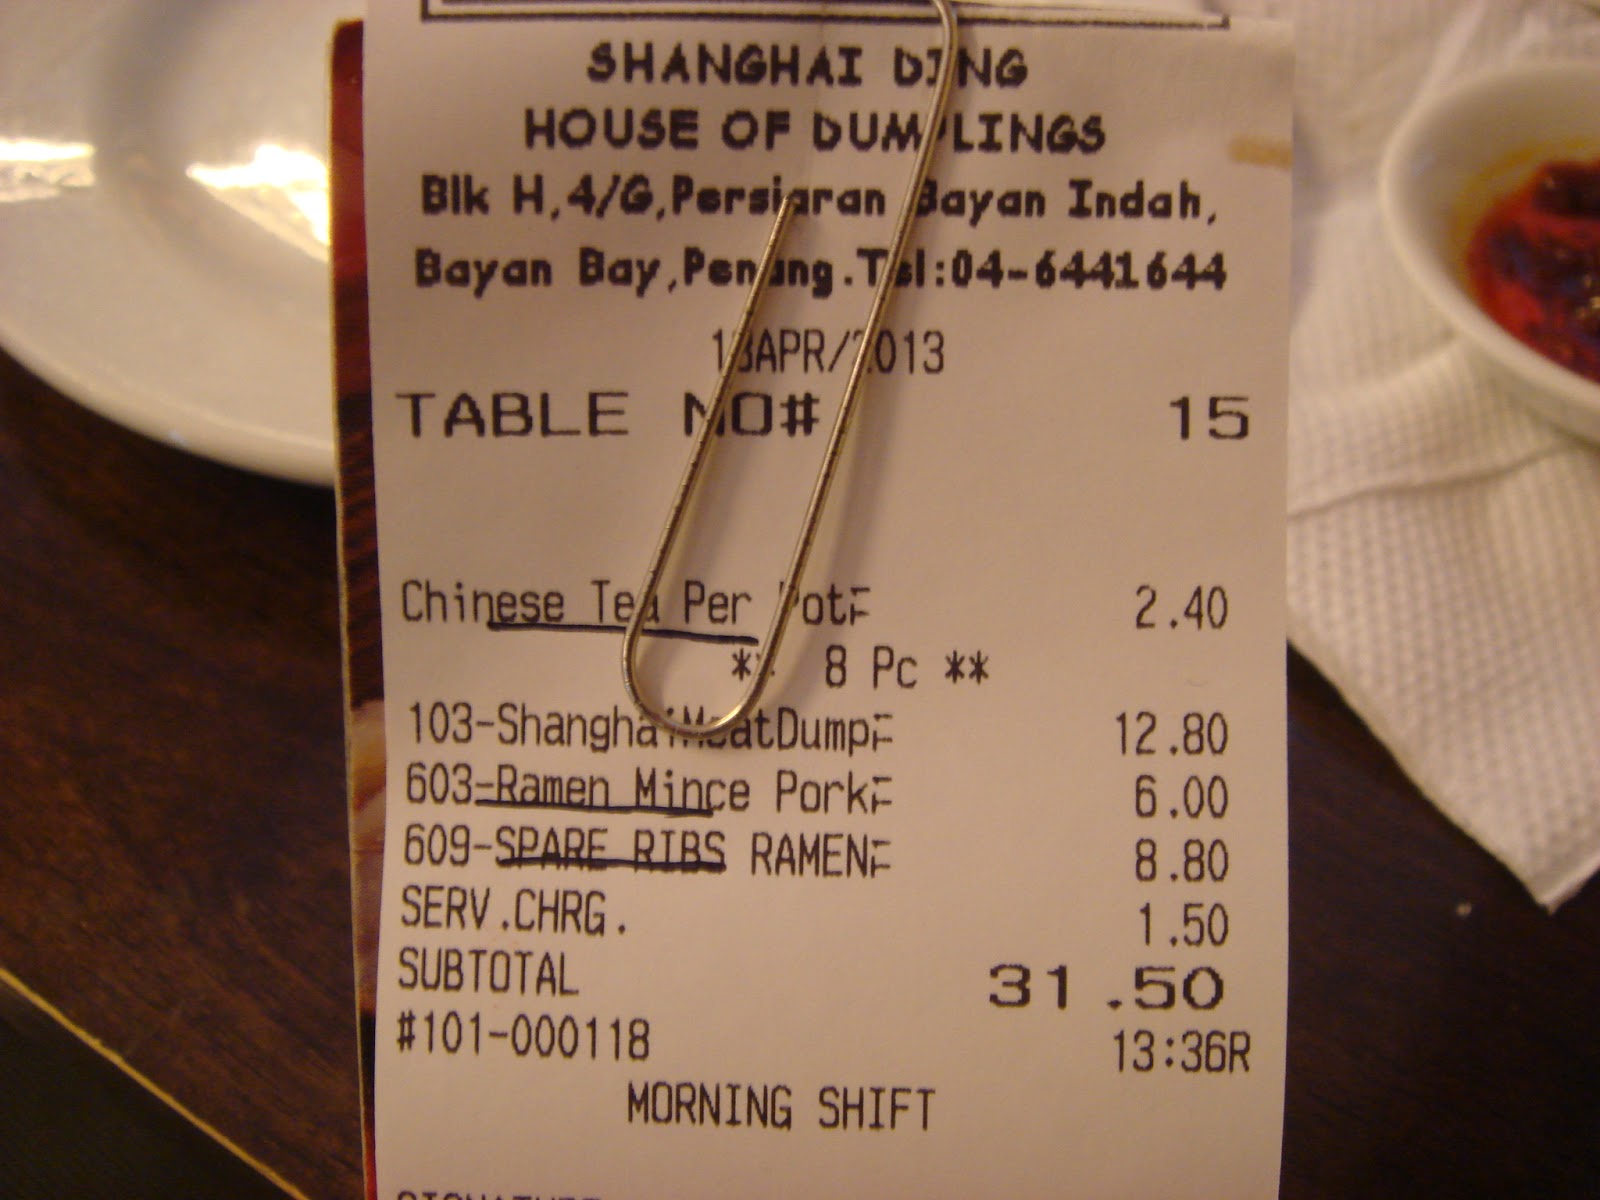 SHANGHAI DING
HOUSE OF DUMPLINGS
Blk H,4/G,Persiaran Bayan Indah,
Bayan Bay,Penang.Tel:04-6441644
13APR/2013
TABLE NO# 15
Chinese Tea Per PotF 2.40
** 8 Pc **
103-ShanghaiMeatDumpF 12.80
603-Ramen Mince PorkF 6.00
609-SPARE RIBS RAMENF 8.80
SERV.CHRG. 1.50
SUBTOTAL 31.50
#101-000118 13:36R
MORNING SHIFT